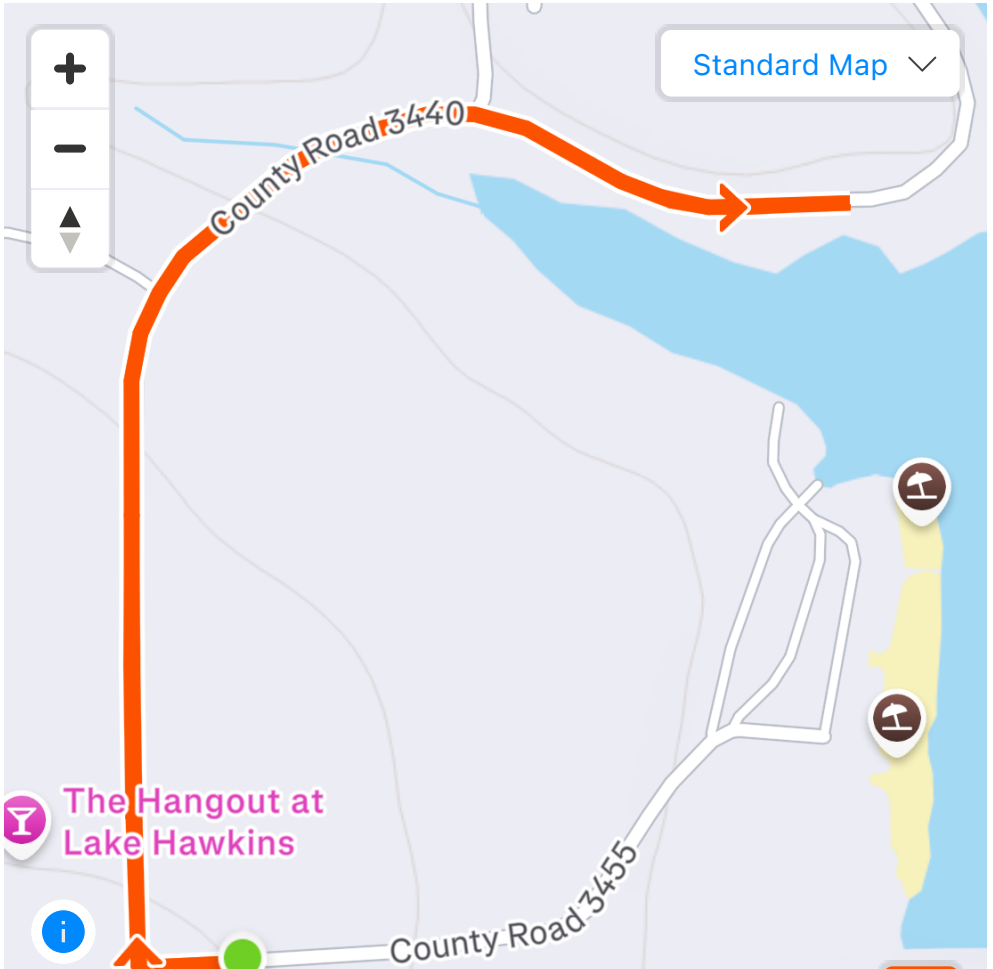 Standard Map
County Road 3440
The Hangout at
Lake Hawkins
County Road 3455